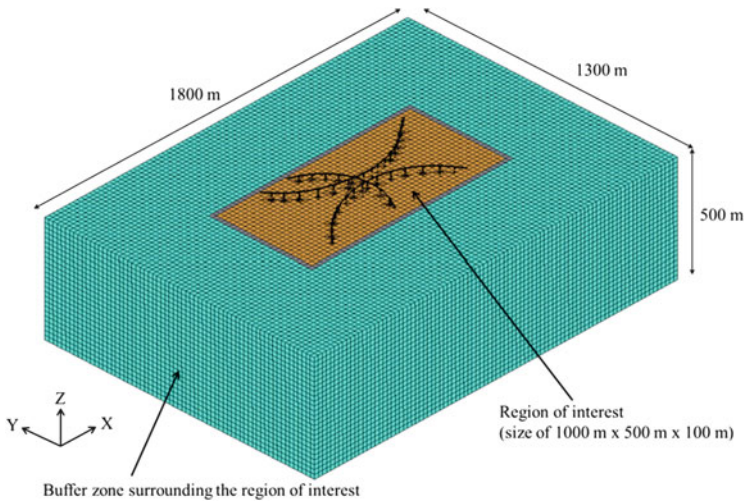 1800 m
1300 m
500 m
Z
Y
X
Region of interest
(size of 1000 m x 500 m x 100 m)
Buffer zone surrounding the region of interest